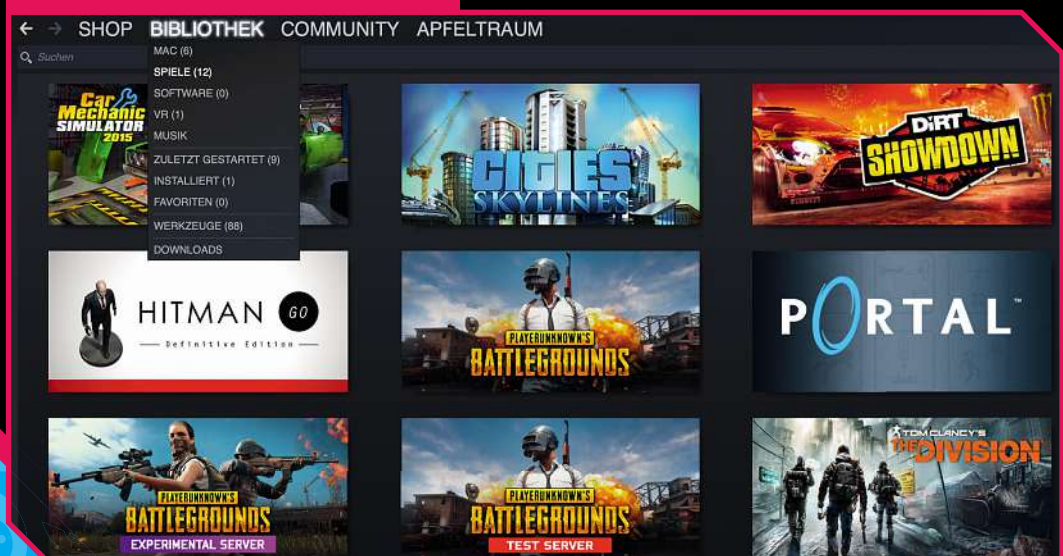 SHOP BIBLIOTHEK COMMUNITY APFELTRAUM
Suchen
MAC (6)
SPIELE (12)
SOFTWARE (0)
VR (1)
MUSIK
ZULETZT GESTARTET (9)
INSTALLIERT (1)
FAVORITEN (0)
WERKZEUGE (88)
DOWNLOADS
Car
Mechanic
SIMULATOR
2015
CITIES
SKYLINES
DiRT
SHOWDOWN
HITMAN GO
Definitive Edition
PLAYERUNKNOWN'S
BATTLEGROUNDS
PORTAL™
PLAYERUNKNOWN'S
BATTLEGROUNDS
EXPERIMENTAL SERVER
PLAYERUNKNOWN'S
BATTLEGROUNDS
TEST SERVER
TOM CLANCY'S
THE DIVISION